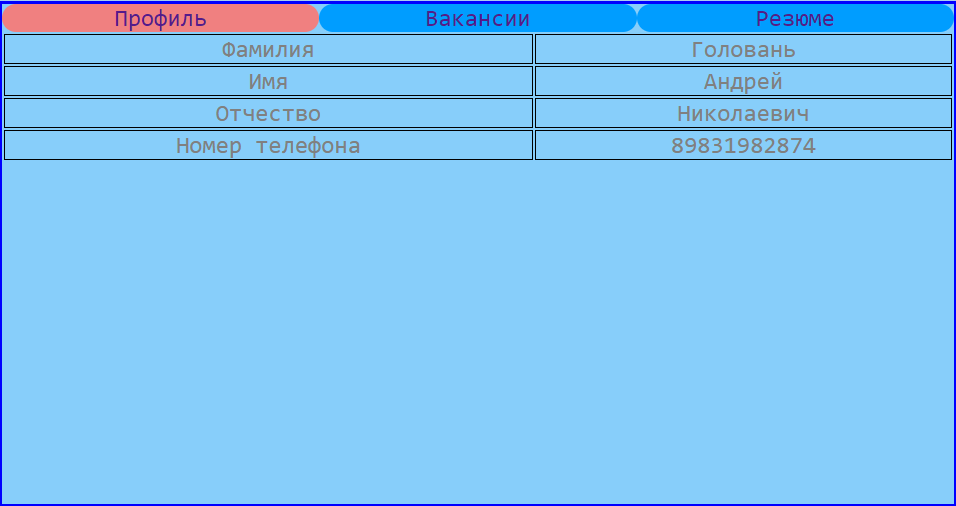 Профиль Вакансии Резюме
Фамилия Головань
Имя Андрей
Отчество Николаевич
Номер телефона 89831982874